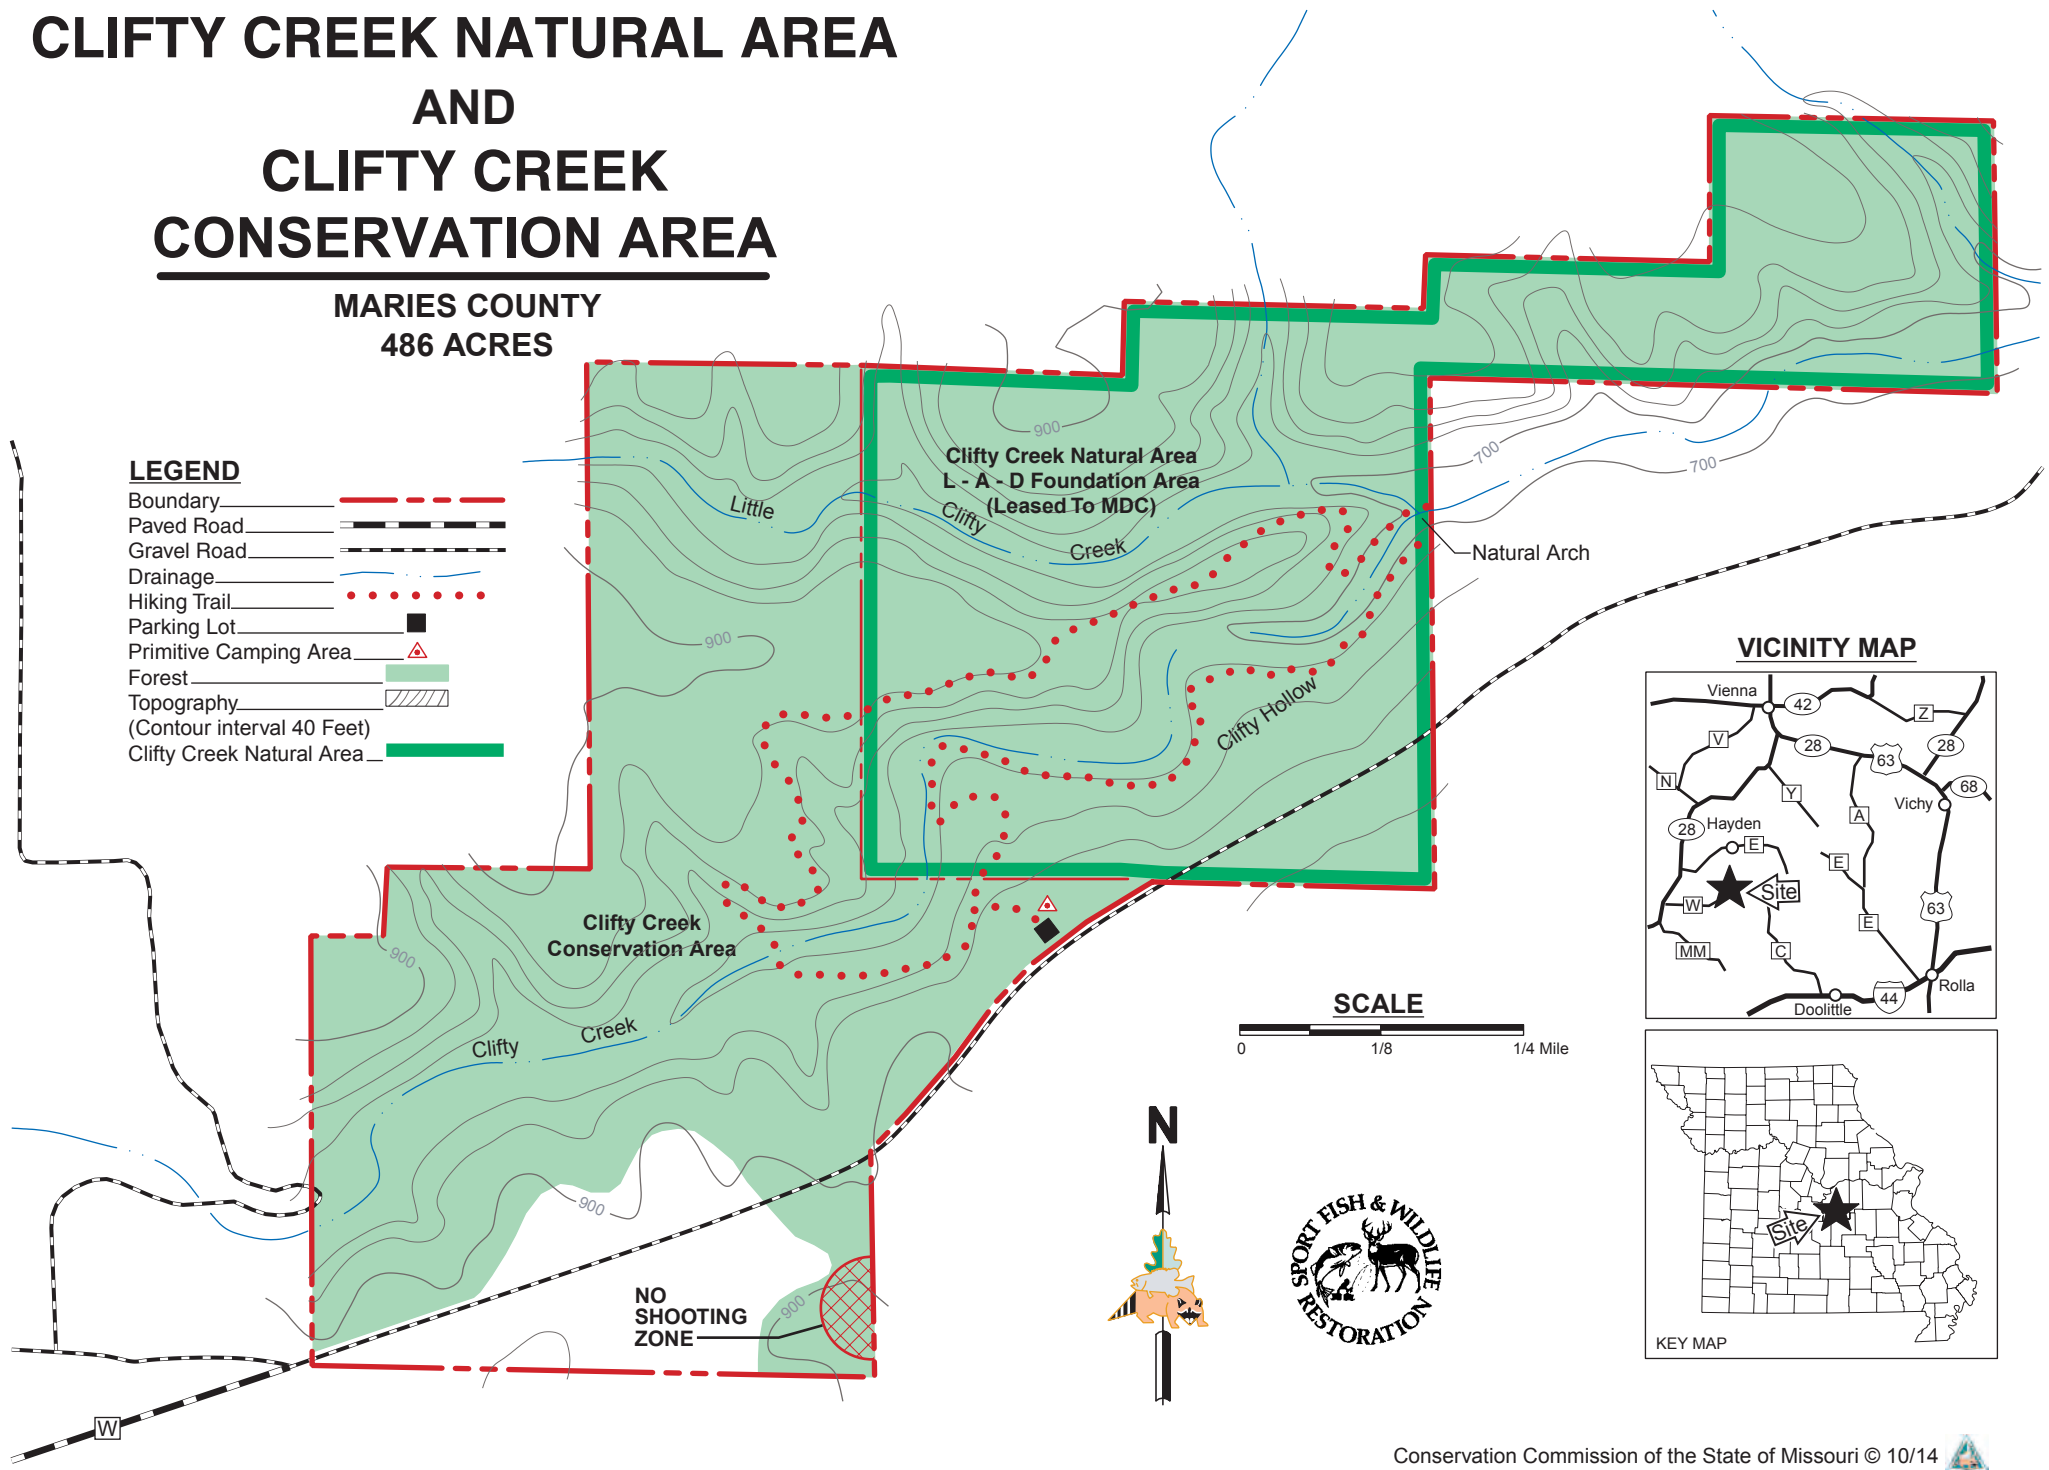 CLIFTY CREEK NATURAL AREA
AND
CLIFTY CREEK
CONSERVATION AREA
MARIES COUNTY
486 ACRES
LEGEND
Boundary
Paved Road
Gravel Road
Drainage
Hiking Trail
Parking Lot
Primitive Camping Area
Forest
Topography
(Contour interval 40 Feet)
Clifty Creek Natural Area
900
Clifty Creek Natural Area
L - A - D Foundation Area
(Leased To MDC)
Little
Clifty
Creek
700
700
Natural Arch
900
Clifty Hollow
Clifty Creek
Conservation Area
900
Clifty
Creek
900
900
NO
SHOOTING
ZONE
W
VICINITY MAP
Vienna
42
Z
V
28
63
28
N
Y
68
Vichy
A
28
Hayden
E
E
Site
W
63
E
MM
C
Rolla
44
Doolittle
SCALE
0
1/8
1/4 Mile
N
SPORT FISH & WILDLIFE
RESTORATION
Site
KEY MAP
Conservation Commission of the State of Missouri © 10/14